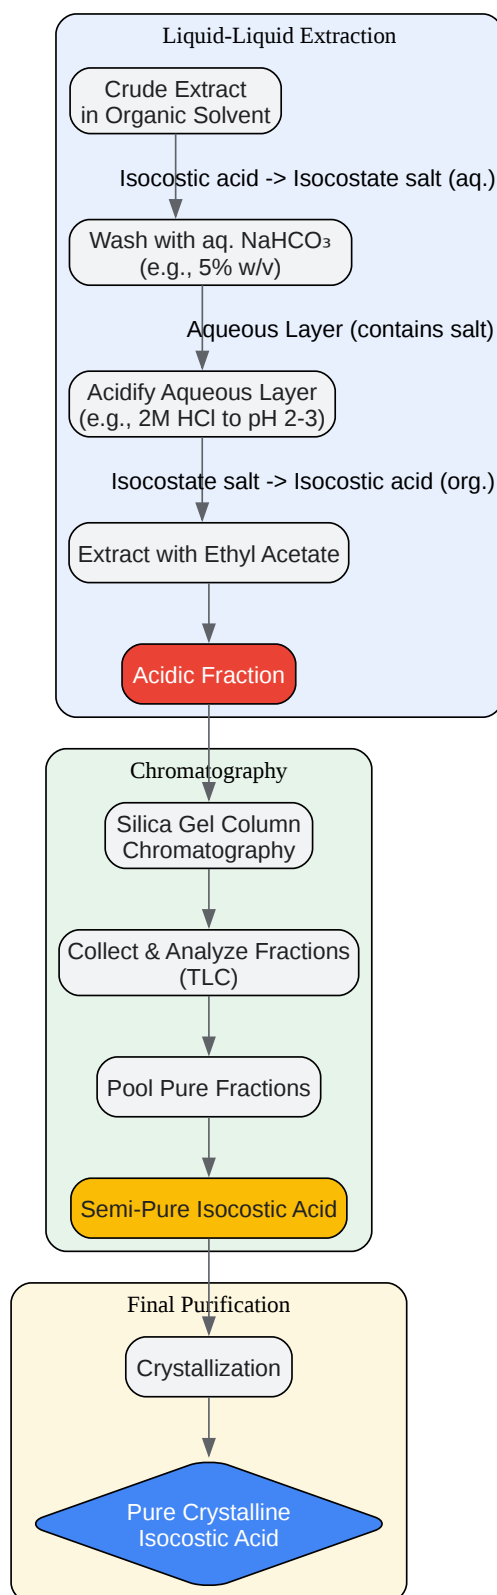 Liquid-Liquid Extraction
Crude Extract
in Organic Solvent
Isocostic acid -> Isocostate salt (aq.)
Wash with aq. NaHCO₃
(e.g., 5% w/v)
Aqueous Layer (contains salt)
Acidify Aqueous Layer
(e.g., 2M HCl to pH 2-3)
Isocostate salt -> Isocostic acid (org.)
Extract with Ethyl Acetate
Acidic Fraction
Chromatography
Silica Gel Column
Chromatography
Collect & Analyze Fractions
(TLC)
Pool Pure Fractions
Semi-Pure Isocostic Acid
Final Purification
Crystallization
Pure Crystalline
Isocostic Acid